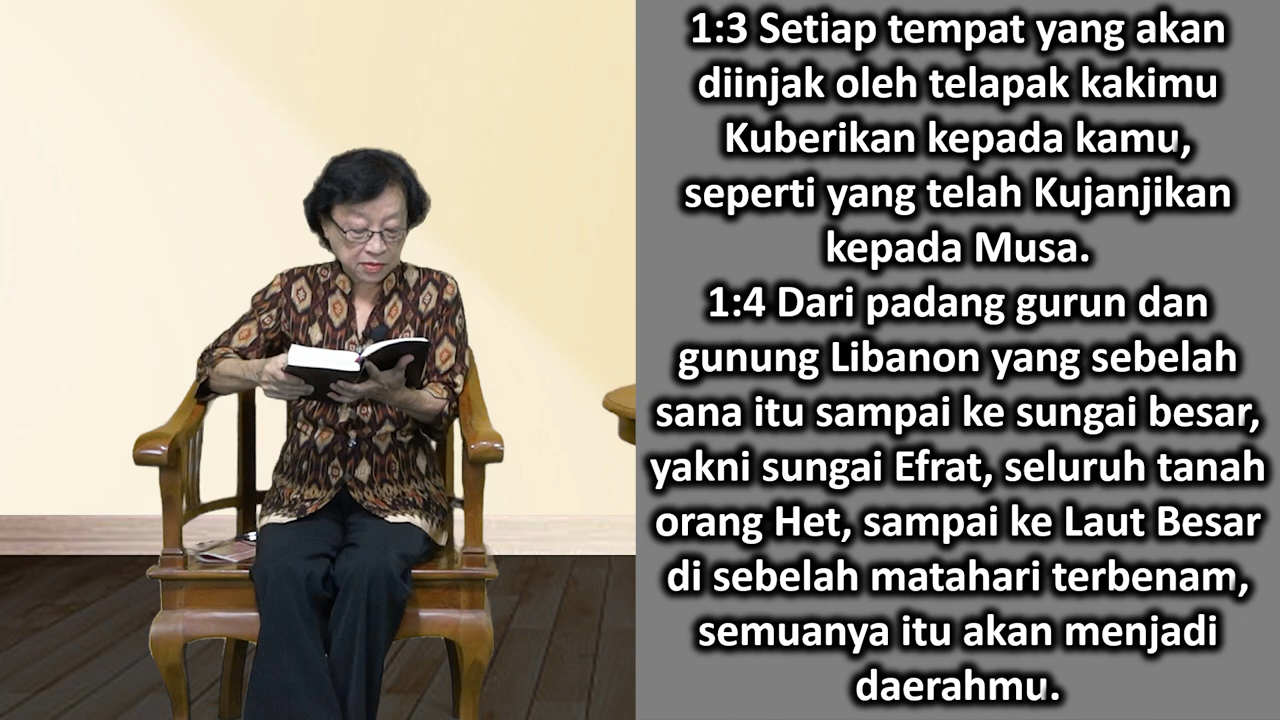 1:3 Setiap tempat yang akan
diinjak oleh telapak kakimu
Kuberikan kepada kamu,
seperti yang telah Kujanjikan
kepada Musa.
1:4 Dari padang gurun dan
gunung Libanon yang sebelah
sana itu sampai ke sungai besar,
yakni sungai Efrat, seluruh tanah
orang Het, sampai ke Laut Besar
di sebelah matahari terbenam,
semuanya itu akan menjadi
daerahmu.